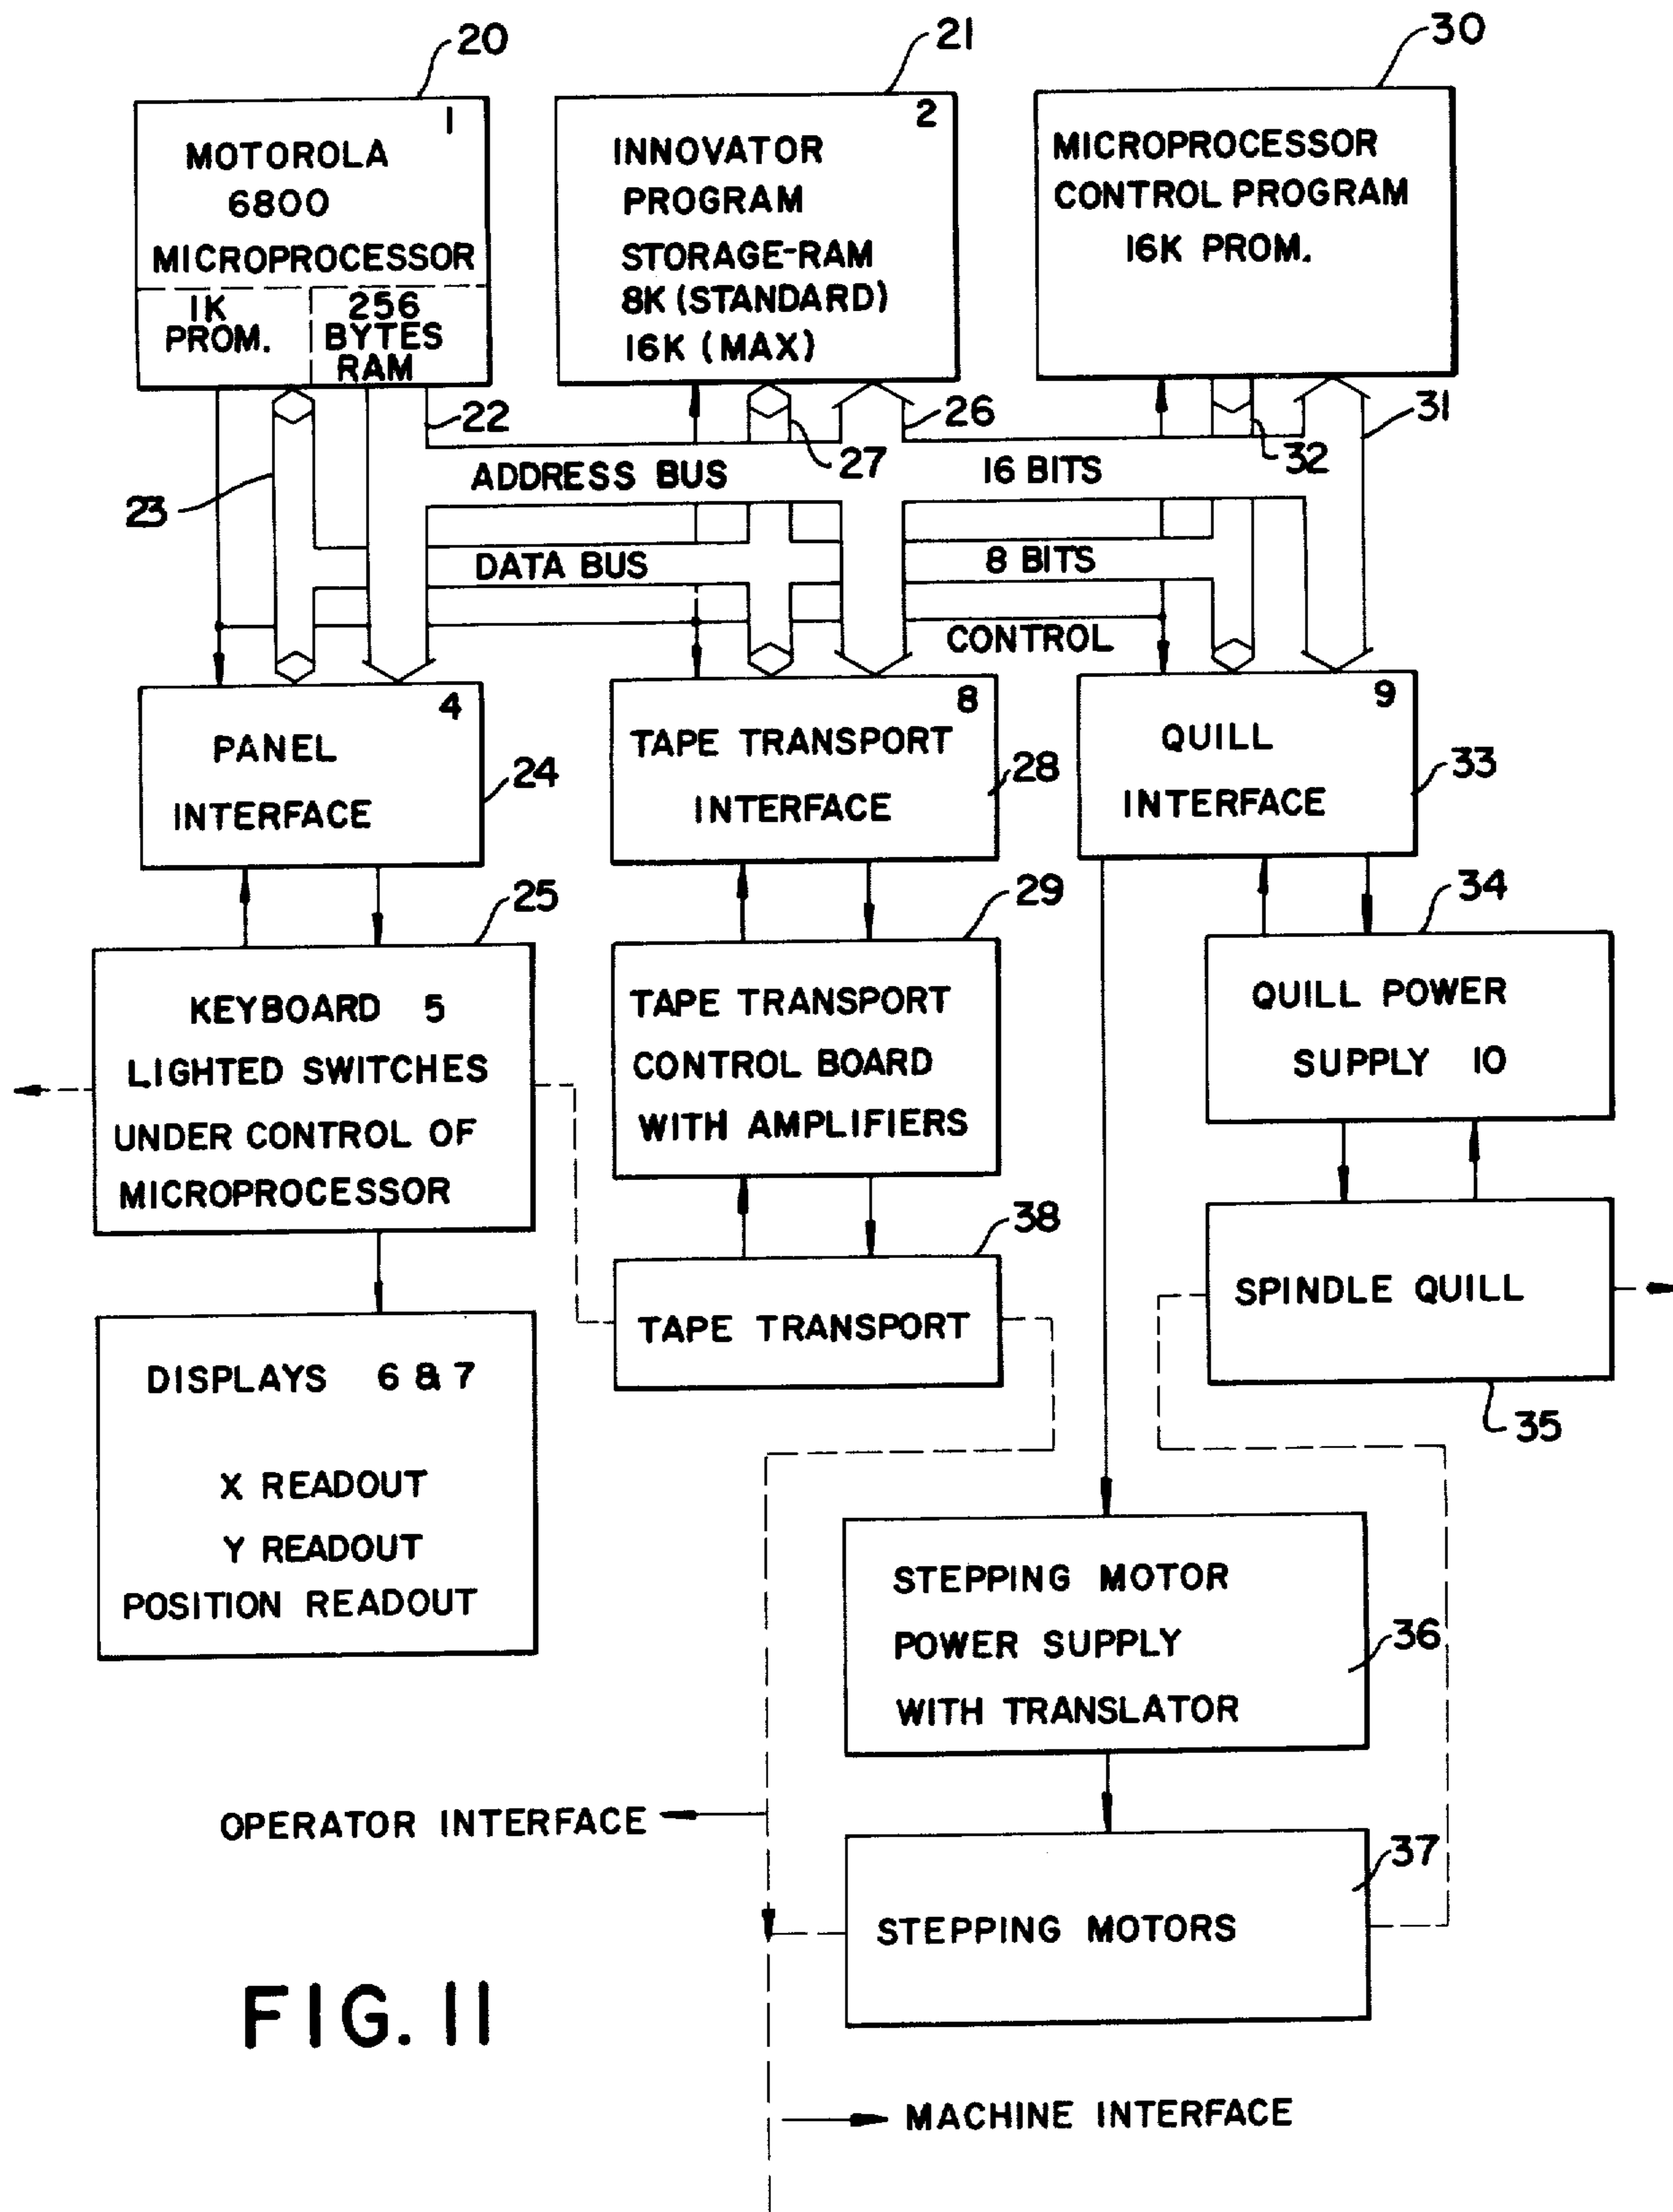 20
21
30
1
MOTOROLA
6800
MICROPROCESSOR
1K
PROM.
256
BYTES
RAM
2
INNOVATOR
PROGRAM
STORAGE-RAM
8K (STANDARD)
16K (MAX)
MICROPROCESSOR
CONTROL PROGRAM
16K PROM.
22
26
31
27
32
23
ADDRESS BUS
16 BITS
DATA BUS
8 BITS
CONTROL
4
PANEL
INTERFACE
24
8
TAPE TRANSPORT
INTERFACE
28
9
QUILL
INTERFACE
33
25
29
34
KEYBOARD 5
LIGHTED SWITCHES
UNDER CONTROL OF
MICROPROCESSOR
TAPE TRANSPORT
CONTROL BOARD
WITH AMPLIFIERS
QUILL POWER
SUPPLY 10
38
TAPE TRANSPORT
SPINDLE QUILL
35
DISPLAYS 6 & 7
X READOUT
Y READOUT
POSITION READOUT
STEPPING MOTOR
POWER SUPPLY
WITH TRANSLATOR
36
OPERATOR INTERFACE
37
STEPPING MOTORS
FIG. 11
MACHINE INTERFACE